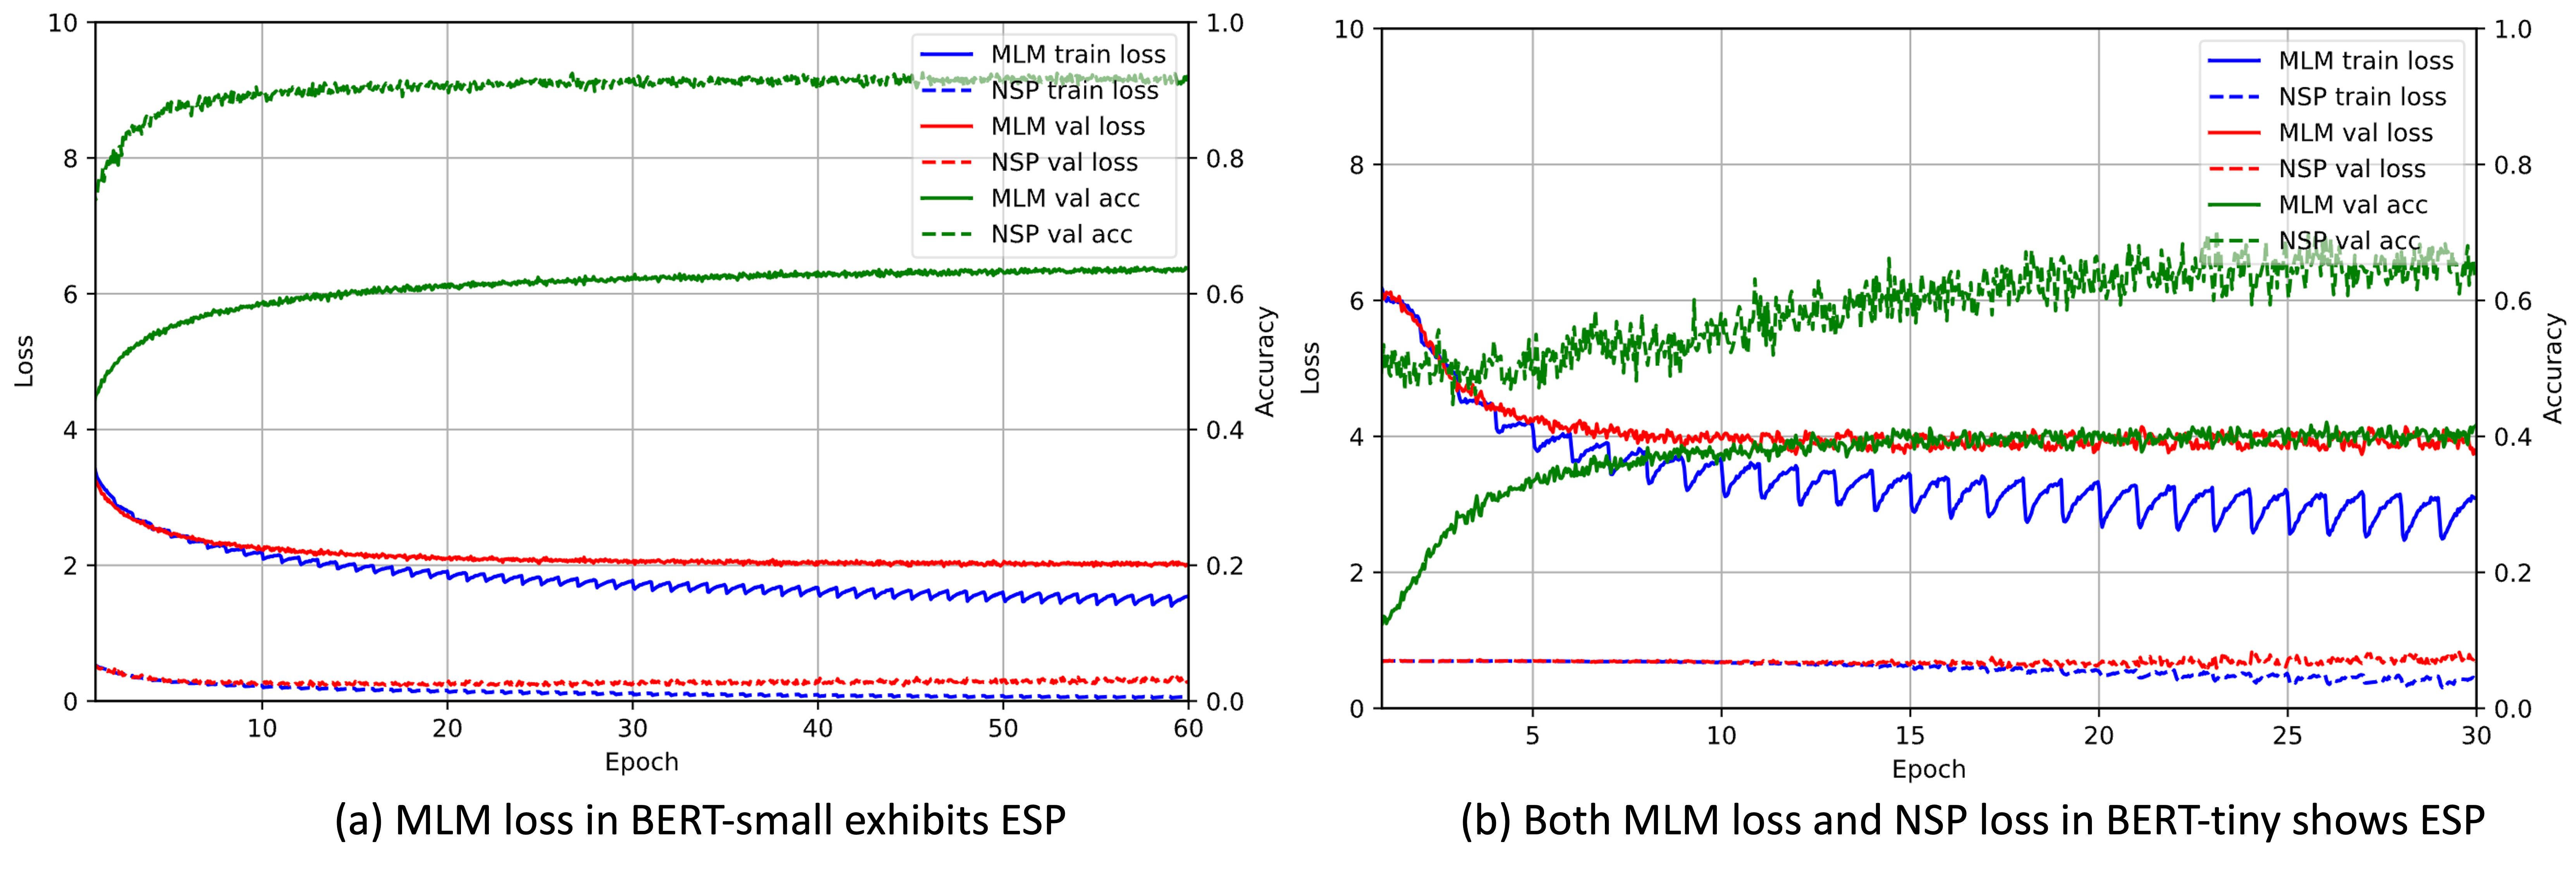 10
8
6
4
2
0
Loss
1.0
0.8
0.6
0.4
0.2
0.0
Accuracy
MLM train loss
NSP train loss
MLM val loss
NSP val loss
MLM val acc
NSP val acc
10 20 30 40 50 60
Epoch
(a) MLM loss in BERT-small exhibits ESP
10
8
6
4
2
0
Loss
1.0
0.8
0.6
0.4
0.2
0.0
Accuracy
MLM train loss
NSP train loss
MLM val loss
NSP val loss
MLM val acc
NSP val acc
5 10 15 20 25 30
Epoch
(b) Both MLM loss and NSP loss in BERT-tiny shows ESP